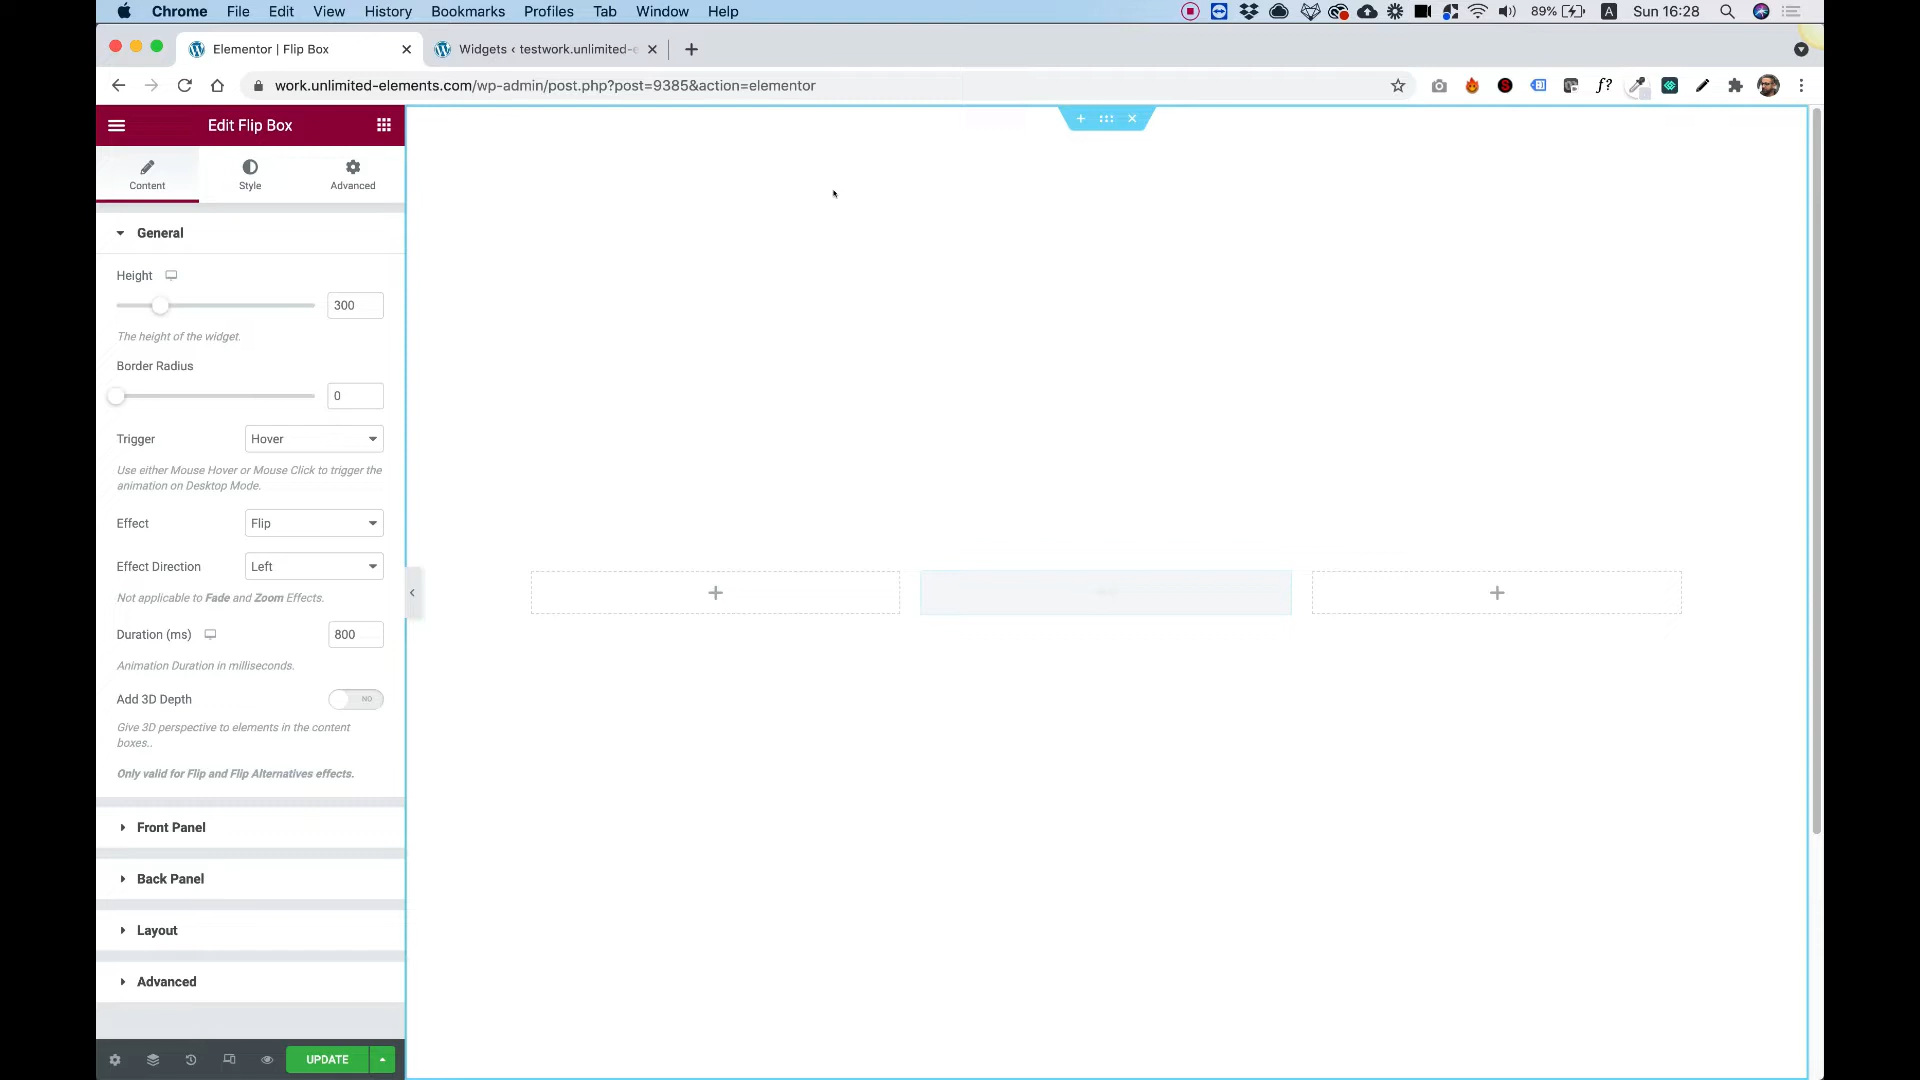 Chrome File Edit View History Bookmarks Profiles Tab Window Help 89% A Sun 16:28
Elementor | Flip Box Widgets ‹ testwork.unlimited-e
work.unlimited-elements.com/wp-admin/post.php?post=9385&action=elementor f?
Edit Flip Box
Content Style Advanced
General
Height 300
The height of the widget.
Border Radius
0
Trigger Hover
Use either Mouse Hover or Mouse Click to trigger the
animation on Desktop Mode.
Effect Flip
Effect Direction Left
Not applicable to Fade and Zoom Effects.
Duration (ms) 800
Animation Duration in milliseconds.
Add 3D Depth NO
Give 3D perspective to elements in the content
boxes..
Only valid for Flip and Flip Alternatives effects.
Front Panel
Back Panel
Layout
Advanced
UPDATE